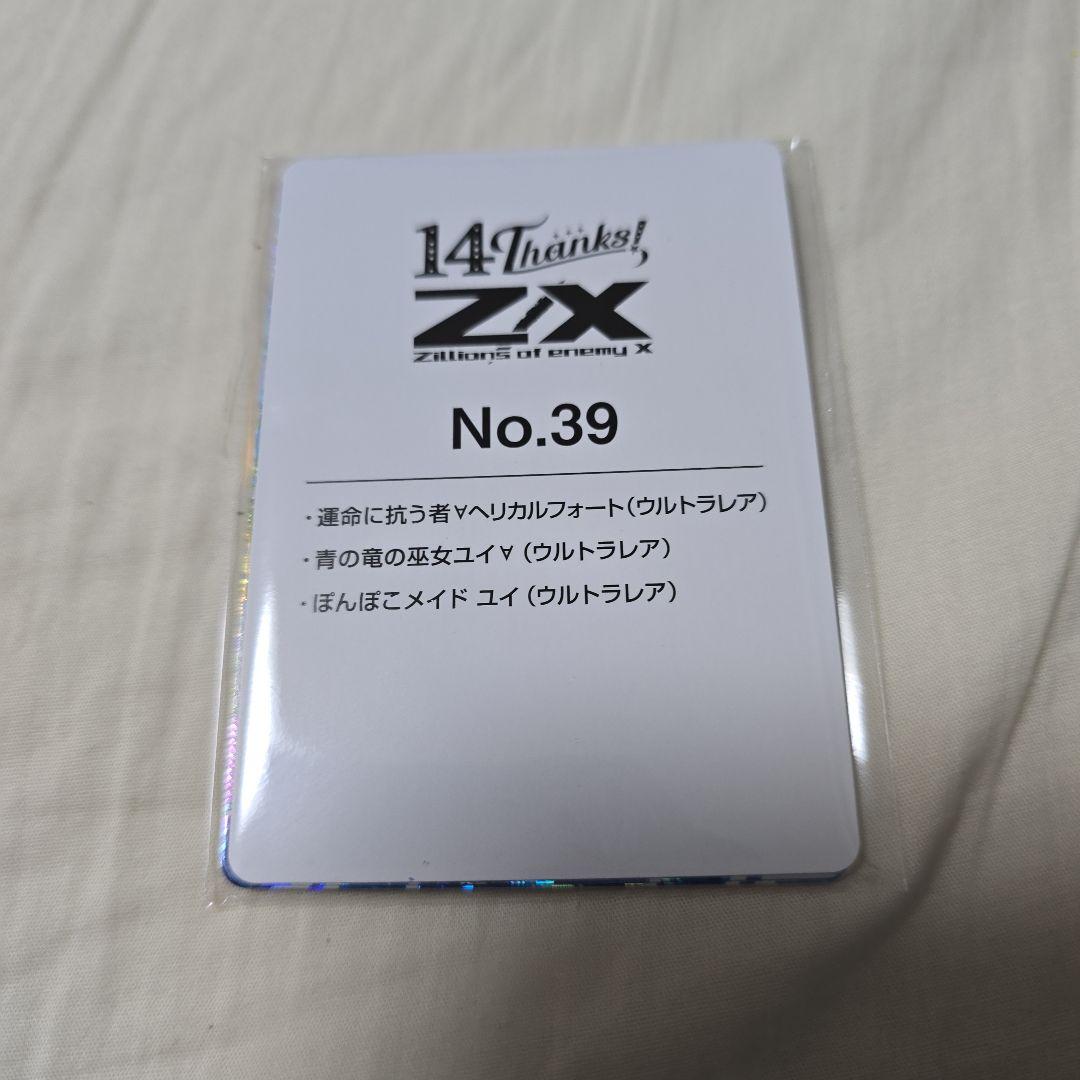 14Thanks!
Z/X
Zillions of enemy X
No.39
・運命に抗う者∀ヘリカルフォート(ウルトラレア)
・青の竜の巫女ユイ∀(ウルトラレア)
・ぽんぽこメイド ユイ(ウルトラレア)